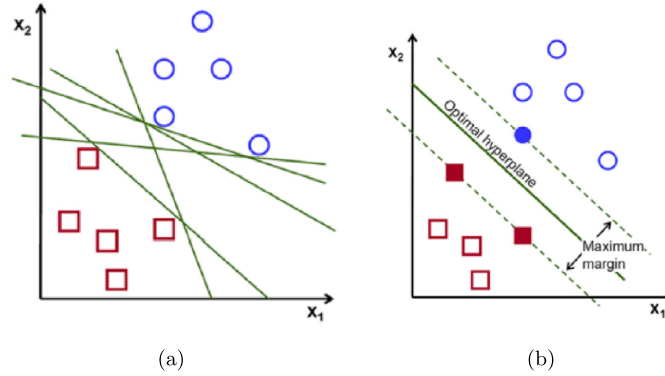 X₂
X₁
(a)
X₂
Optimal hyperplane
Maximum
margin
X₁
(b)